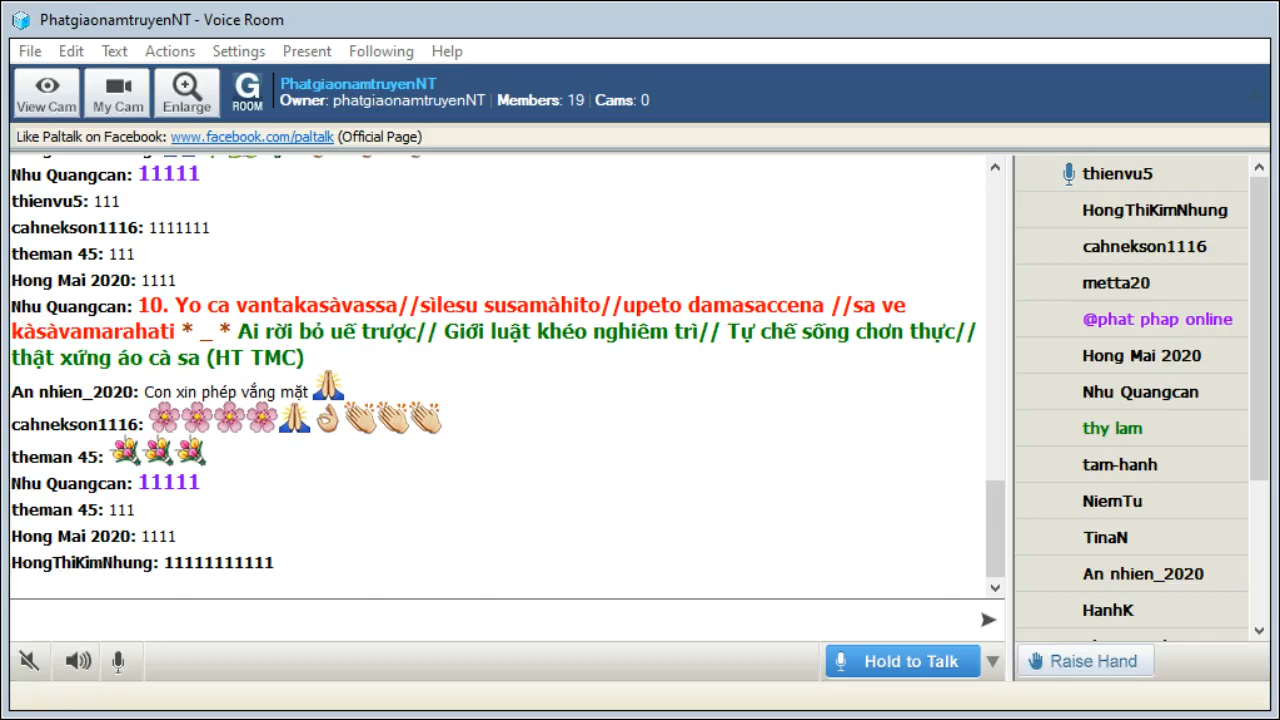 PhatgiaonamtruyenNT - Voice Room
File Edit Text Actions Settings Present Following Help
View Cam My Cam Enlarge G ROOM
PhatgiaonamtruyenNT
Owner: phatgiaonamtruyenNT | Members: 19 | Cams: 0
Like Paltalk on Facebook: www.facebook.com/paltalk (Official Page)
Nhu Quangcan: 11111
thienvu5: 111
cahnekson1116: 1111111
theman 45: 111
Hong Mai 2020: 1111
Nhu Quangcan: 10. Yo ca vantakasàvassa//sìlesu susamàhito//upeto damasaccena //sa ve
kàsàvamarahati * _ * Ai rời bỏ uế trược// Giới luật khéo nghiêm trì// Tự chế sống chơn thực//
thật xứng áo cà sa (HT TMC)
An nhien_2020: Con xin phép vắng mặt
cahnekson1116:
theman 45:
Nhu Quangcan: 11111
theman 45: 111
Hong Mai 2020: 1111
HongThiKimNhung: 11111111111
Hold to Talk
thienvu5
HongThiKimNhung
cahnekson1116
metta20
@phat phap online
Hong Mai 2020
Nhu Quangcan
thy lam
tam-hanh
NiemTu
TinaN
An nhien_2020
HanhK
Raise Hand